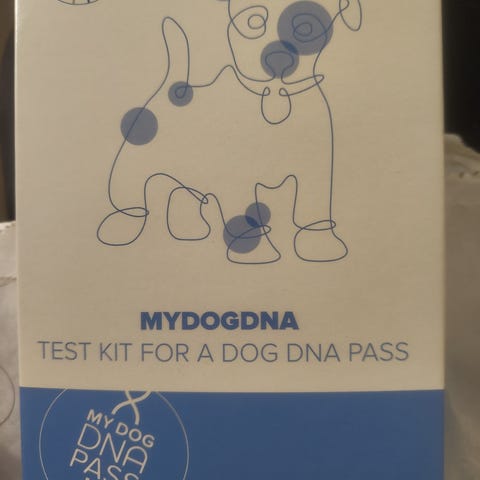 MYDOGDNA
TEST KIT FOR A DOG DNA PASS
MY DOG
DNA
PASS